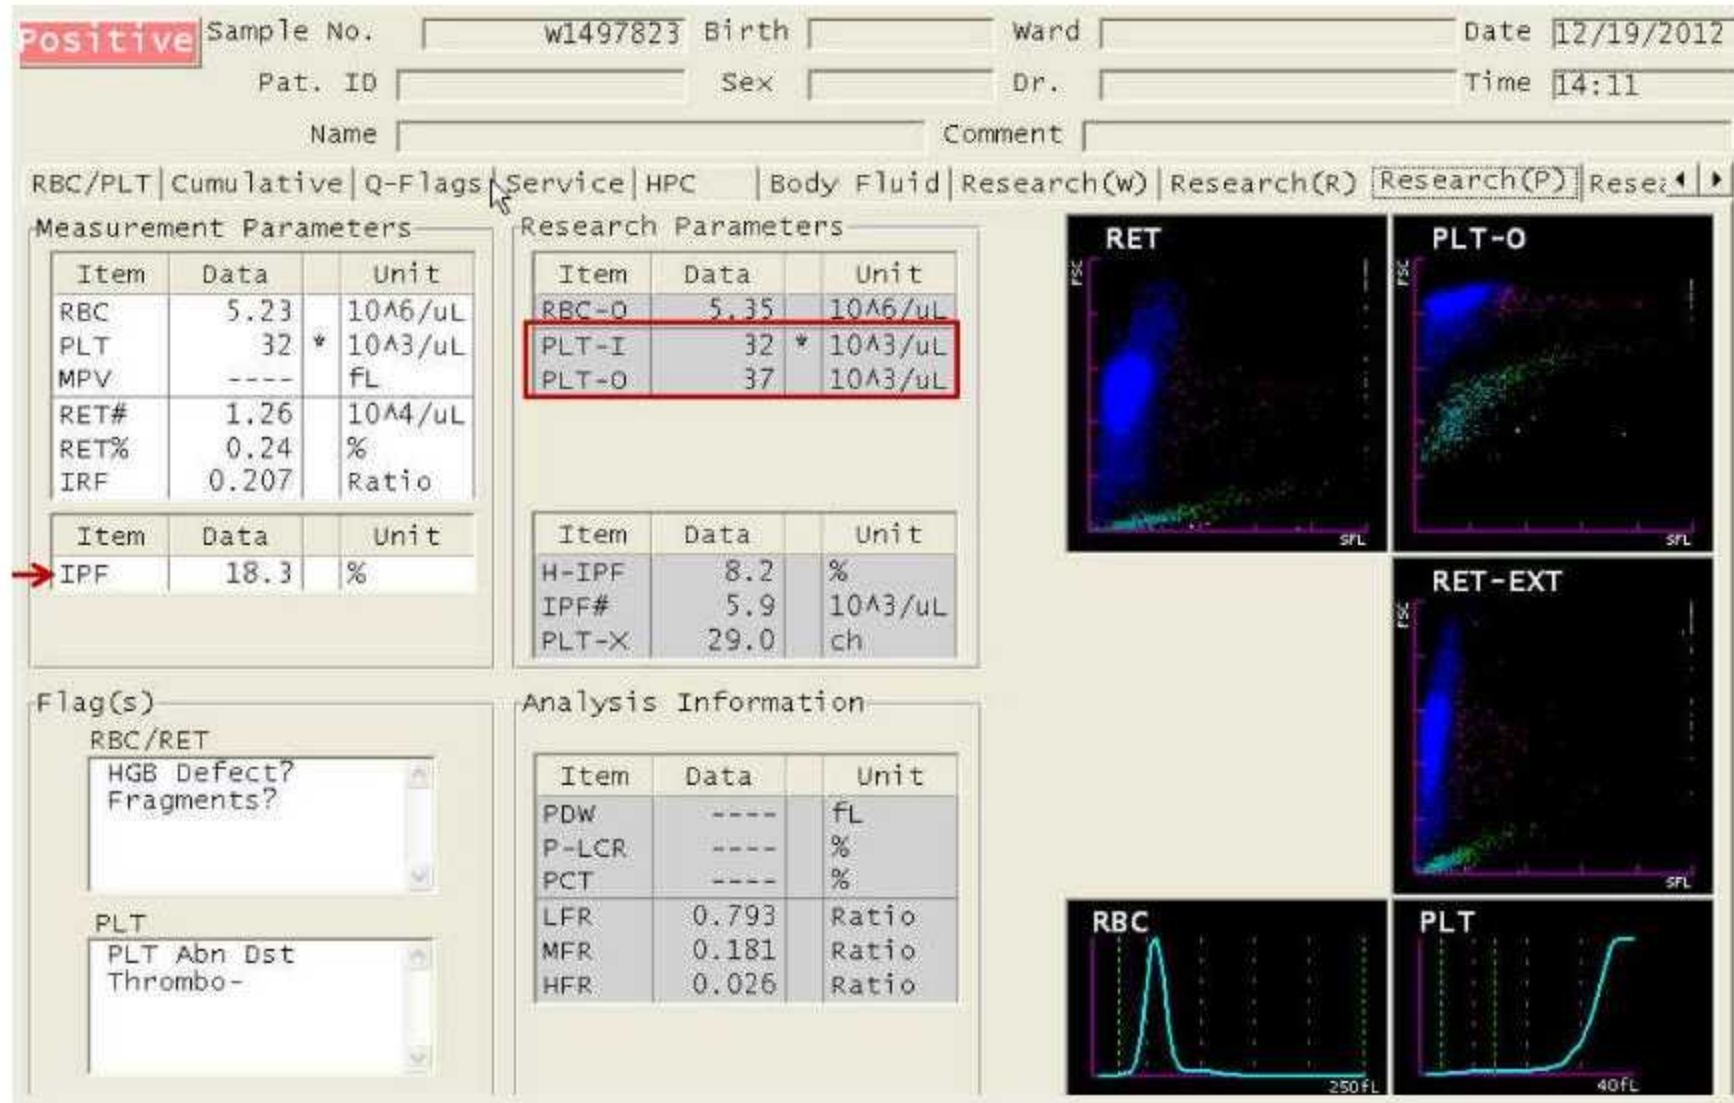 Positive Sample No. W1497823 Birth Ward Date 12/19/2012
Pat. ID Sex Dr. Time 14:11
Name Comment
RBC/PLT Cumulative Q-Flags Service HPC Body Fluid Research(W) Research(R) Research(P)
Measurement Parameters
Item Data Unit
RBC 5.23 10^6/uL
PLT 32 * 10^3/uL
MPV ---- fL
RET# 1.26 10^4/uL
RET% 0.24 %
IRF 0.207 Ratio
Item Data Unit
IPF 18.3 %
Research Parameters
Item Data Unit
RBC-O 5.35 10^6/uL
PLT-I 32 * 10^3/uL
PLT-O 37 10^3/uL
Item Data Unit
H-IPF 8.2 %
IPF# 5.9 10^3/uL
PLT-X 29.0 ch
Flag(s)
RBC/RET
HGB Defect?
Fragments?
PLT
PLT Abn Dst
Thrombo-
Analysis Information
Item Data Unit
PDW ---- fL
P-LCR ---- %
PCT ---- %
LFR 0.793 Ratio
MFR 0.181 Ratio
HFR 0.026 Ratio
RET
FSC
SFL
PLT-O
FSC
SFL
RET-EXT
FSC
SFL
RBC
250fL
PLT
40fL